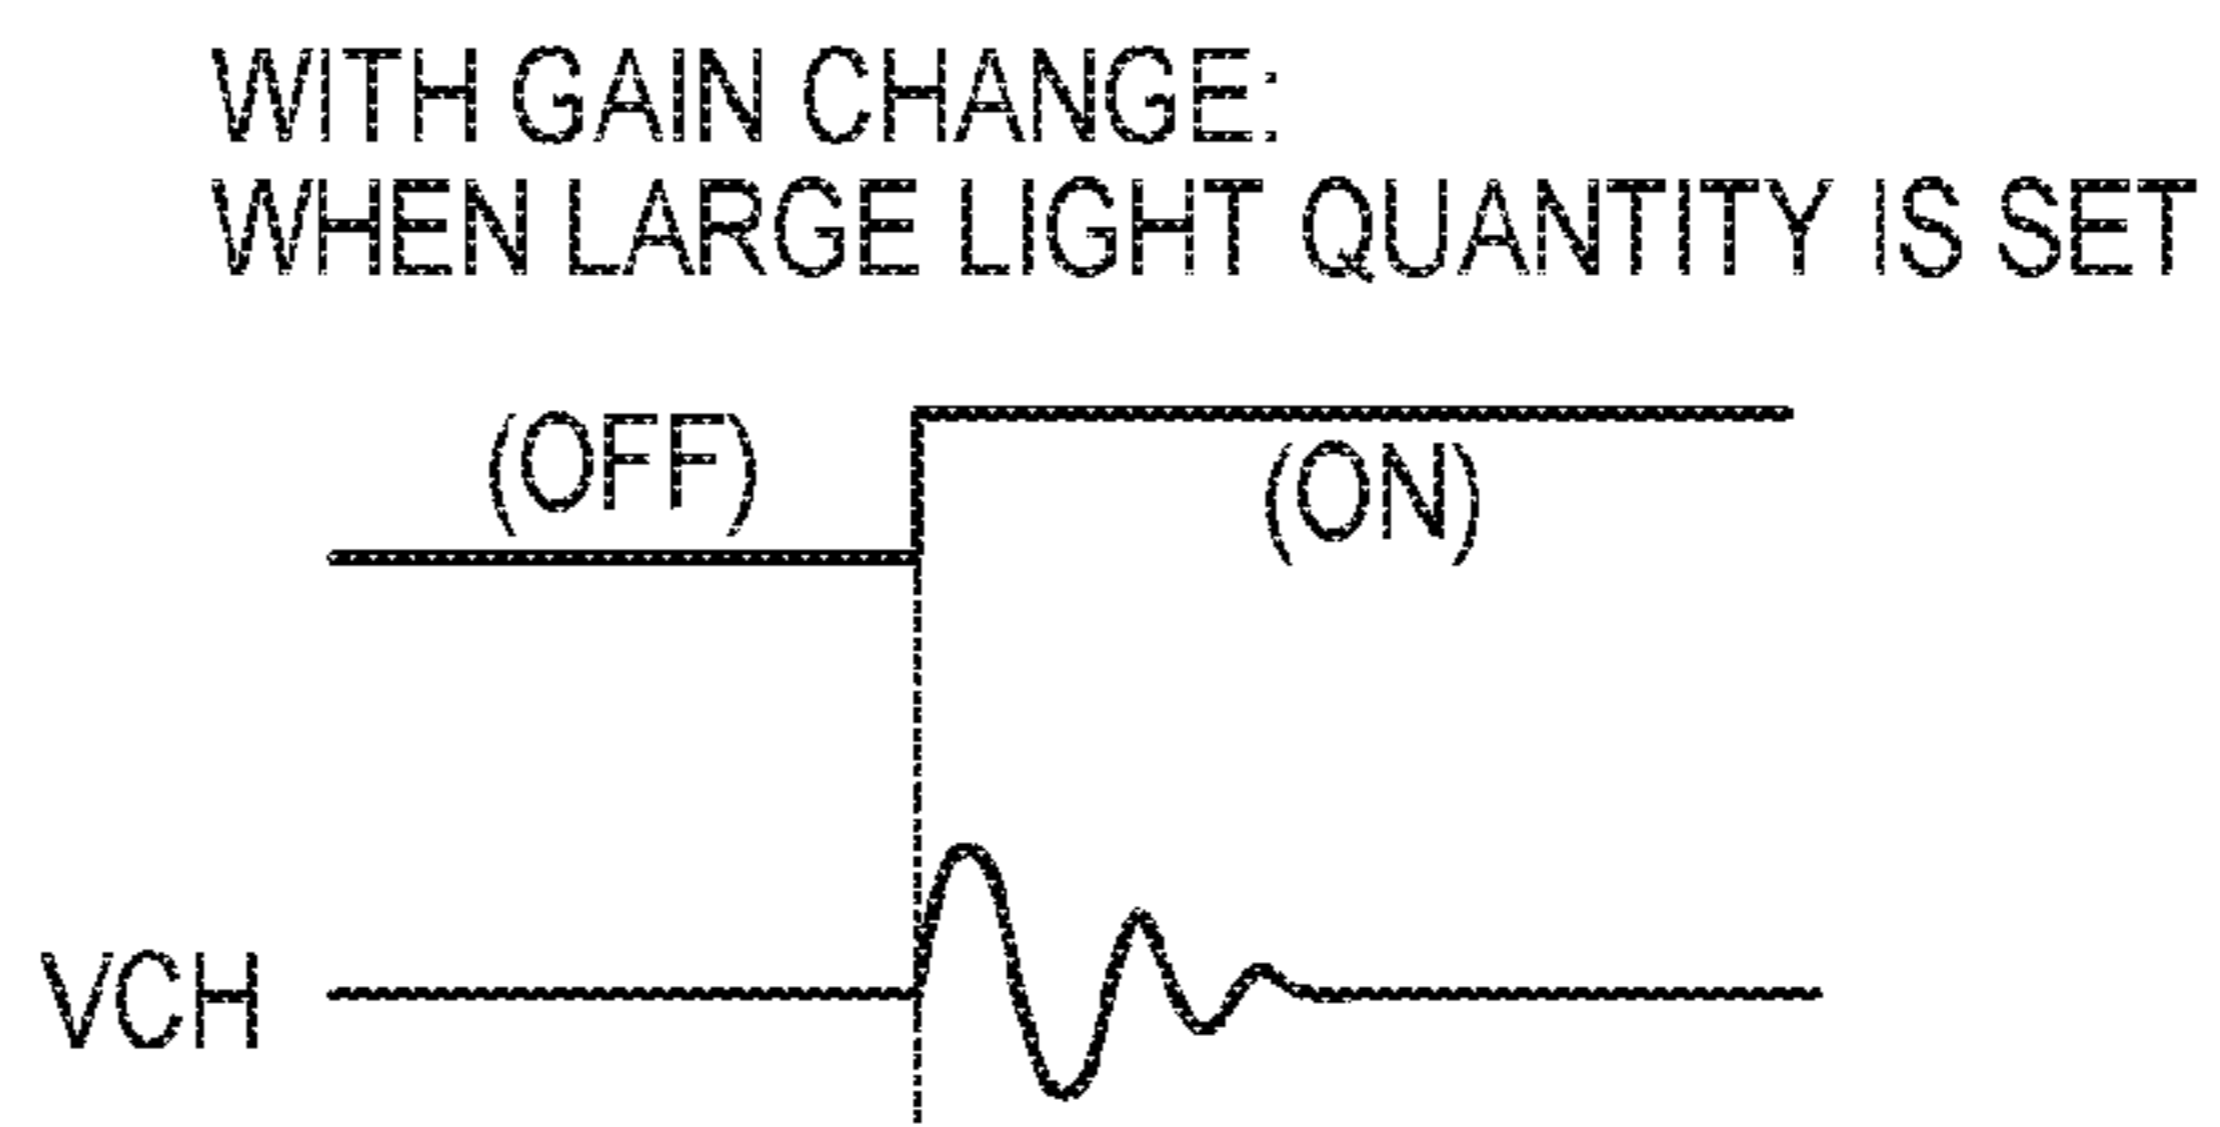 WITH GAIN CHANGE:
WHEN LARGE LIGHT QUANTITY IS SET
(OFF)
(ON)
VCH